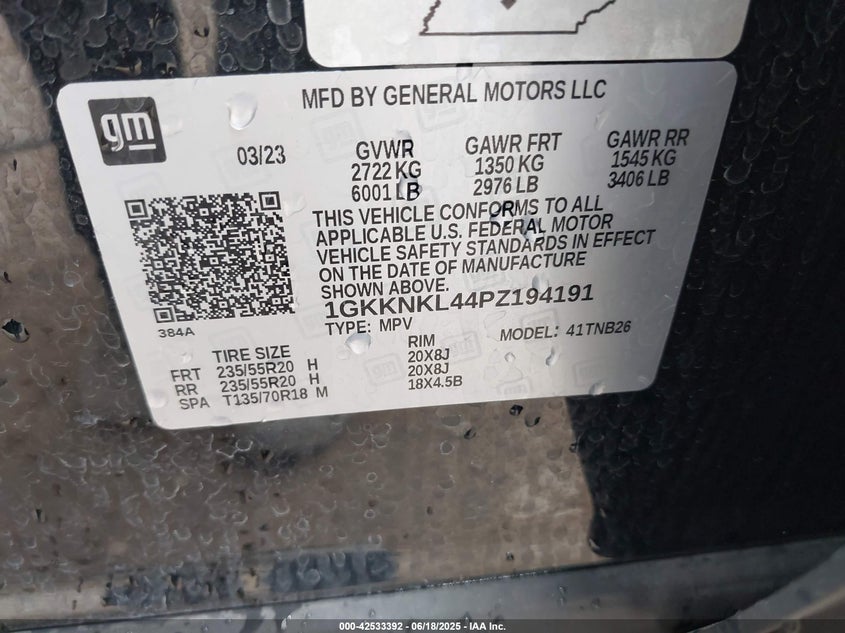 MFD BY GENERAL MOTORS LLC
gm
03/23
GVWR
2722 KG
6001 LB
GAWR FRT
1350 KG
2976 LB
GAWR RR
1545 KG
3406 LB
THIS VEHICLE CONFORMS TO ALL
APPLICABLE U.S. FEDERAL MOTOR
VEHICLE SAFETY STANDARDS IN EFFECT
ON THE DATE OF MANUFACTURE
SHOWN ABOVE.
1GKKNKL44PZ194191
384A
TYPE: MPV
MODEL: 41TNB26
TIRE SIZE
RIM
FRT 235/55R20 H 20X8J
RR 235/55R20 H 20X8J
SPA T135/70R18 M 18X4.5B
000-42533392 - 06/18/2025 - IAA Inc.